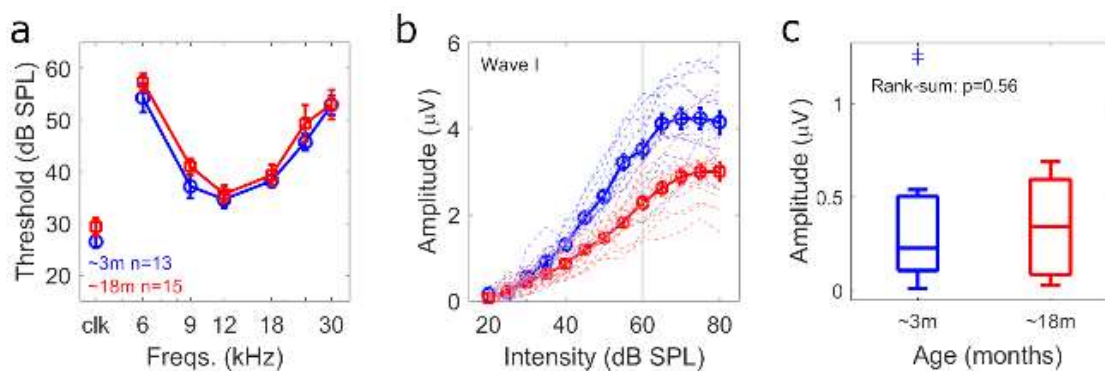 a
Threshold (dB SPL)
60
50
40
30
20
~3m n=13
~18m n=15
clk 6 9 12 18 30
Freqs. (kHz)
b
Amplitude (μV)
6
4
2
0
Wave I
20 40 60 80
Intensity (dB SPL)
c
Amplitude (μV)
1
0.5
0
Rank-sum: p=0.56
~3m ~18m
Age (months)